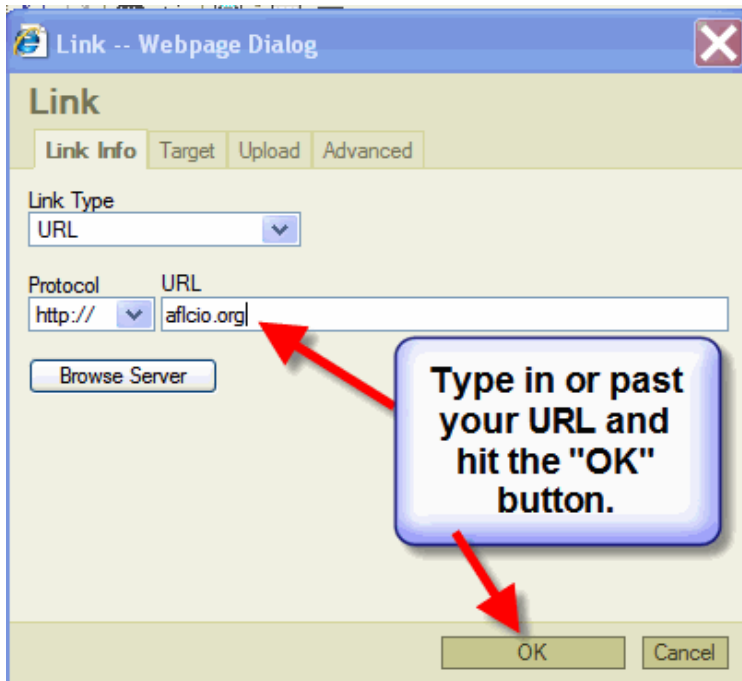 Link -- Webpage Dialog
Link
Link Info Target Upload Advanced
Link Type
URL
Protocol URL
http:// aflcio.org
Browse Server
Type in or past
your URL and
hit the "OK"
button.
OK Cancel